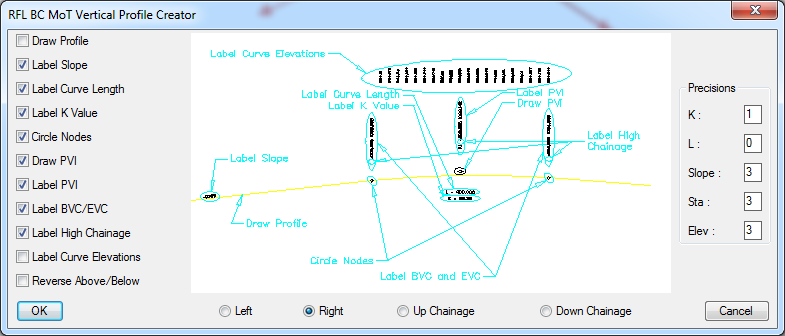 RFL BC MoT Vertical Profile Creator
Draw Profile
Label Slope
Label Curve Length
Label K Value
Circle Nodes
Draw PVI
Label PVI
Label BVC/EVC
Label High Chainage
Label Curve Elevations
Reverse Above/Below
OK
Label Curve Elevations
Label Curve Length
Label K Value
Label PVI
Draw PVI
Label High
Chainage
Label Slope
Draw Profile
Circle Nodes
Label BVC and EVC
Left
Right
Up Chainage
Down Chainage
Precisions
K : 1
L : 0
Slope : 3
Sta : 3
Elev : 3
Cancel